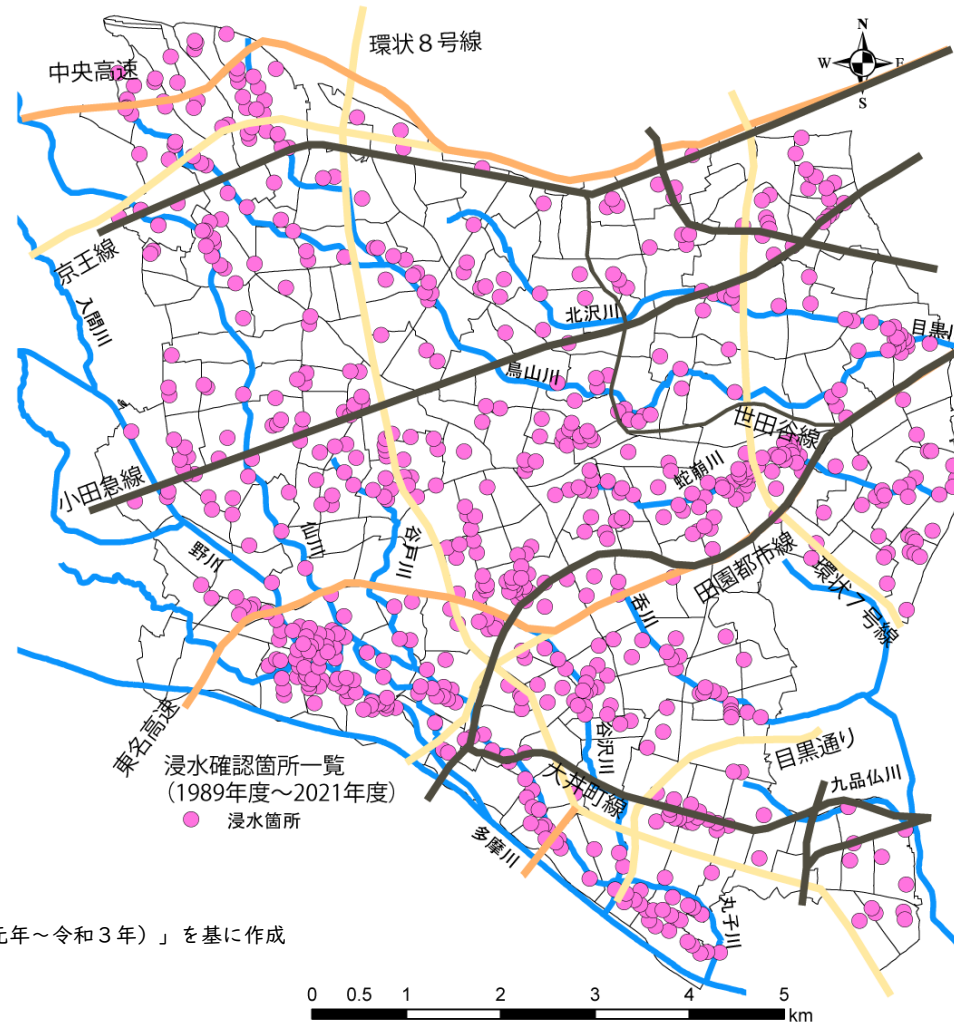 N
W E
S
環状８号線
中央高速
京王線
入間川
北沢川
目黒川
烏山川
世田谷線
蛇崩川
小田急線
野川
仙川
谷戸川
田園都市線
環状７号線
呑川
東名高速
谷沢川
目黒通り
浸水確認箇所一覧
（1989年度～2021年度）
浸水箇所
大井町線
九品仏川
多摩川
丸子川
元年～令和３年）」を基に作成
0 0.5 1 2 3 4 5
km